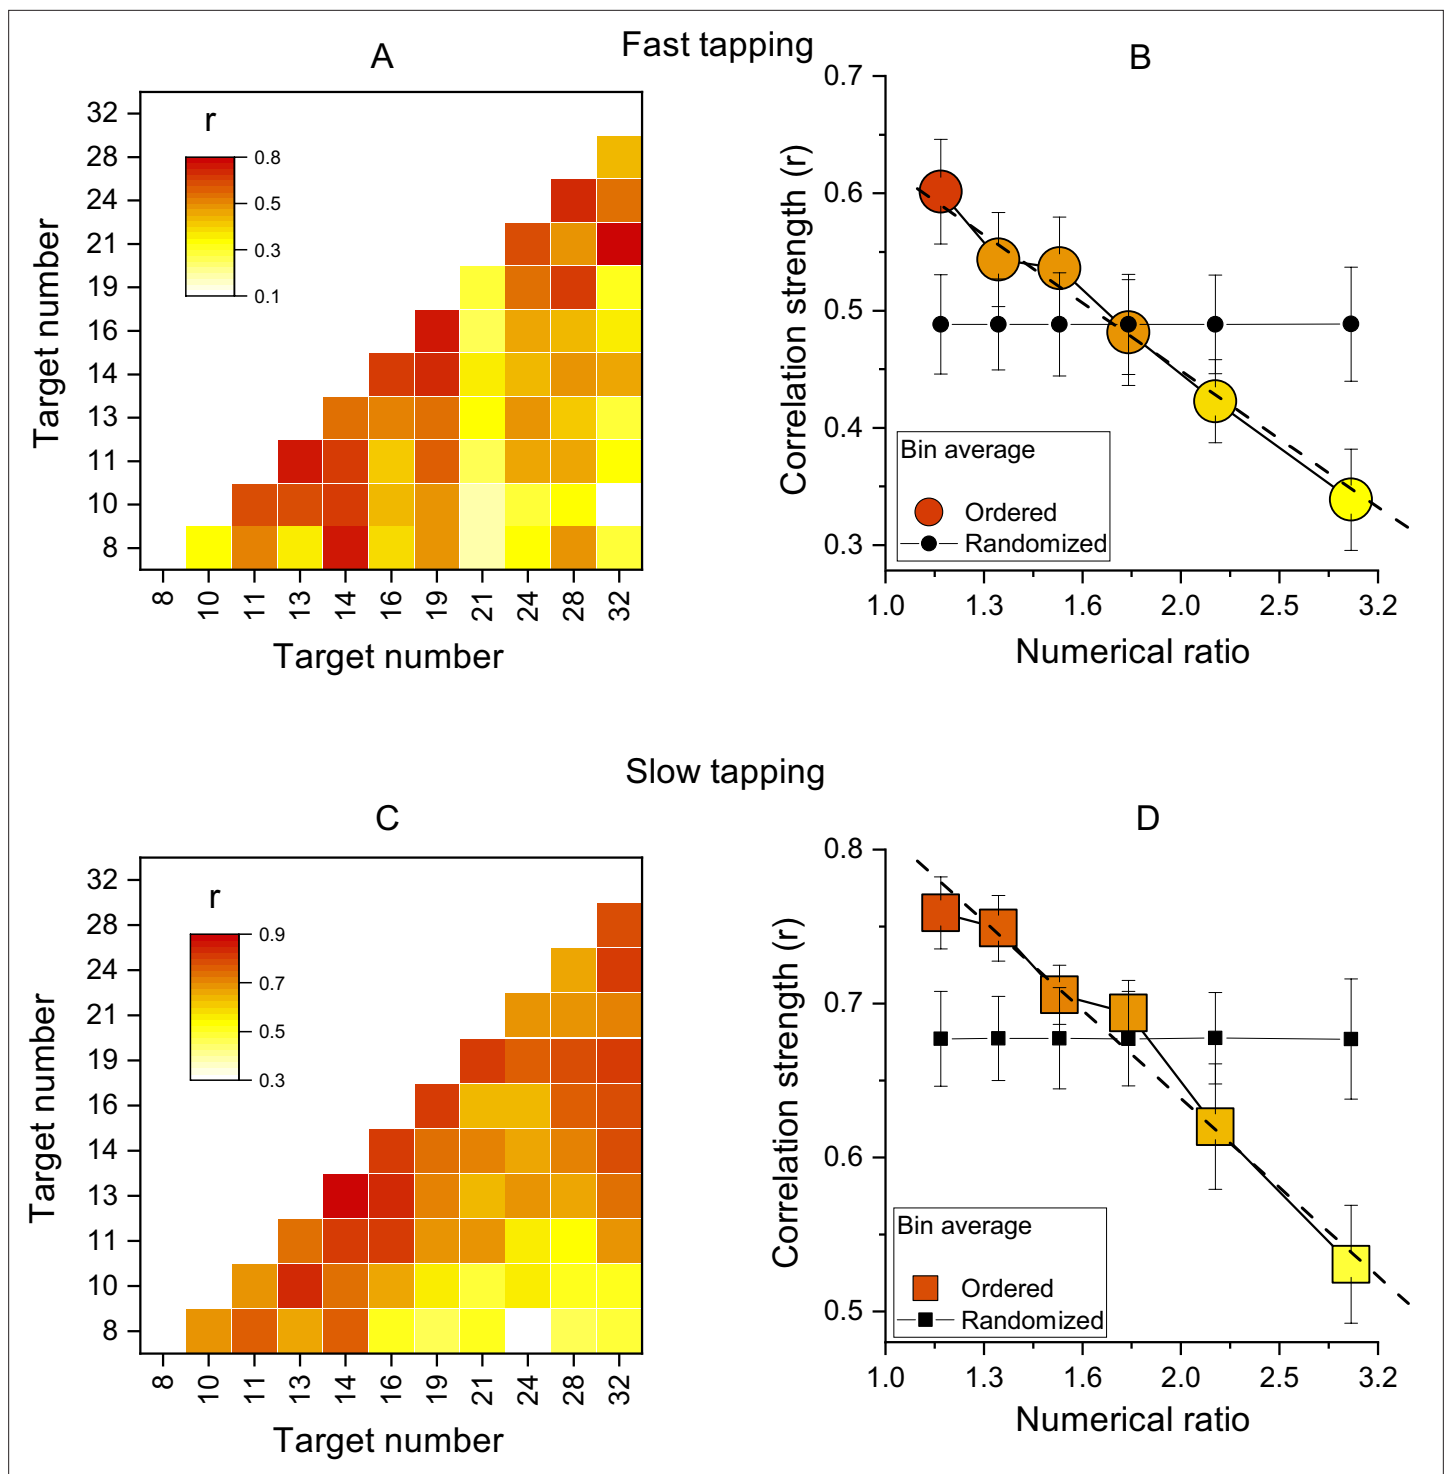 Fast tapping
A
Target number
32
28
24
21
19
16
14
13
11
10
8
r
0.8
0.5
0.3
0.1
8 10 11 13 14 16 19 21 24 28 32
Target number
B
Correlation strength (r)
0.7
0.6
0.5
0.4
0.3
Bin average
Ordered
Randomized
1.0 1.3 1.6 2.0 2.5 3.2
Numerical ratio
Slow tapping
C
Target number
32
28
24
21
19
16
14
13
11
10
8
r
0.9
0.7
0.5
0.3
8 10 11 13 14 16 19 21 24 28 32
Target number
D
Correlation strength (r)
0.8
0.7
0.6
0.5
Bin average
Ordered
Randomized
1.0 1.3 1.6 2.0 2.5 3.2
Numerical ratio